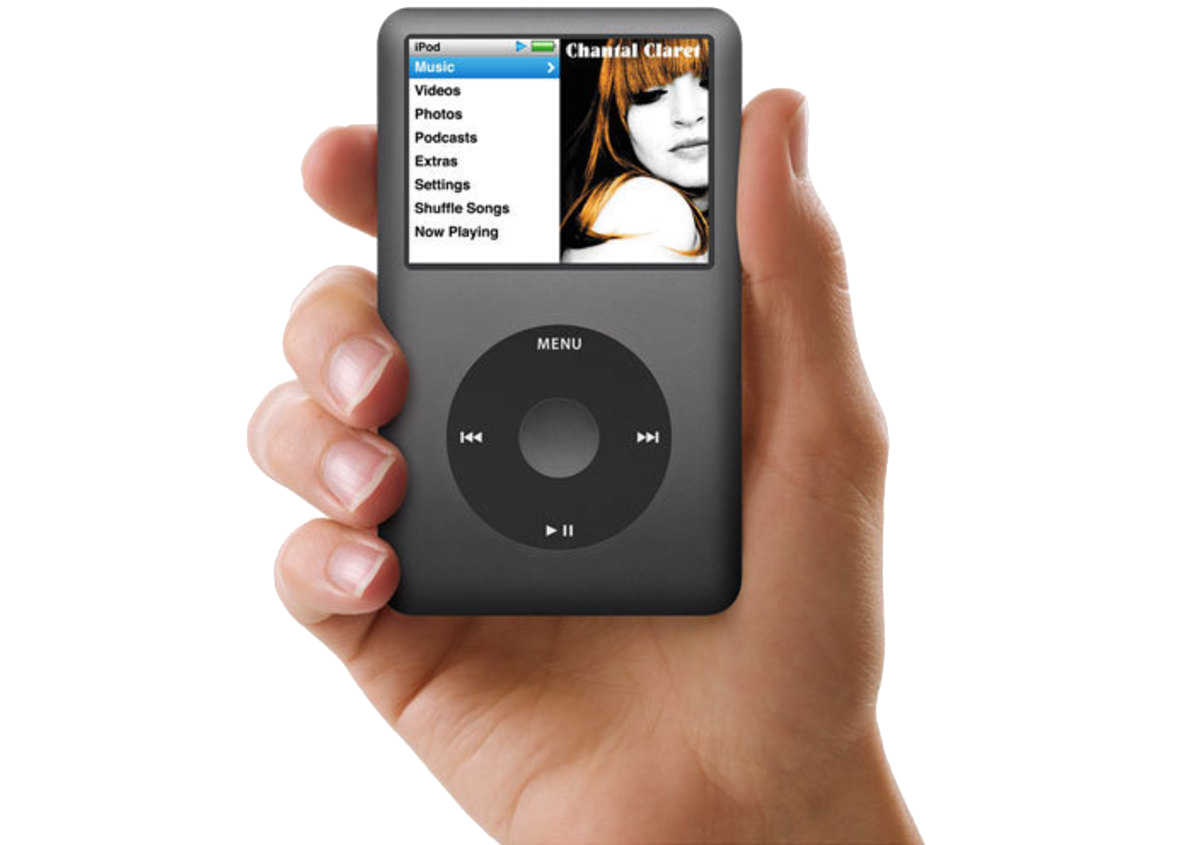 iPod
Music
Videos
Photos
Podcasts
Extras
Settings
Shuffle Songs
Now Playing
Chantal Claret
MENU